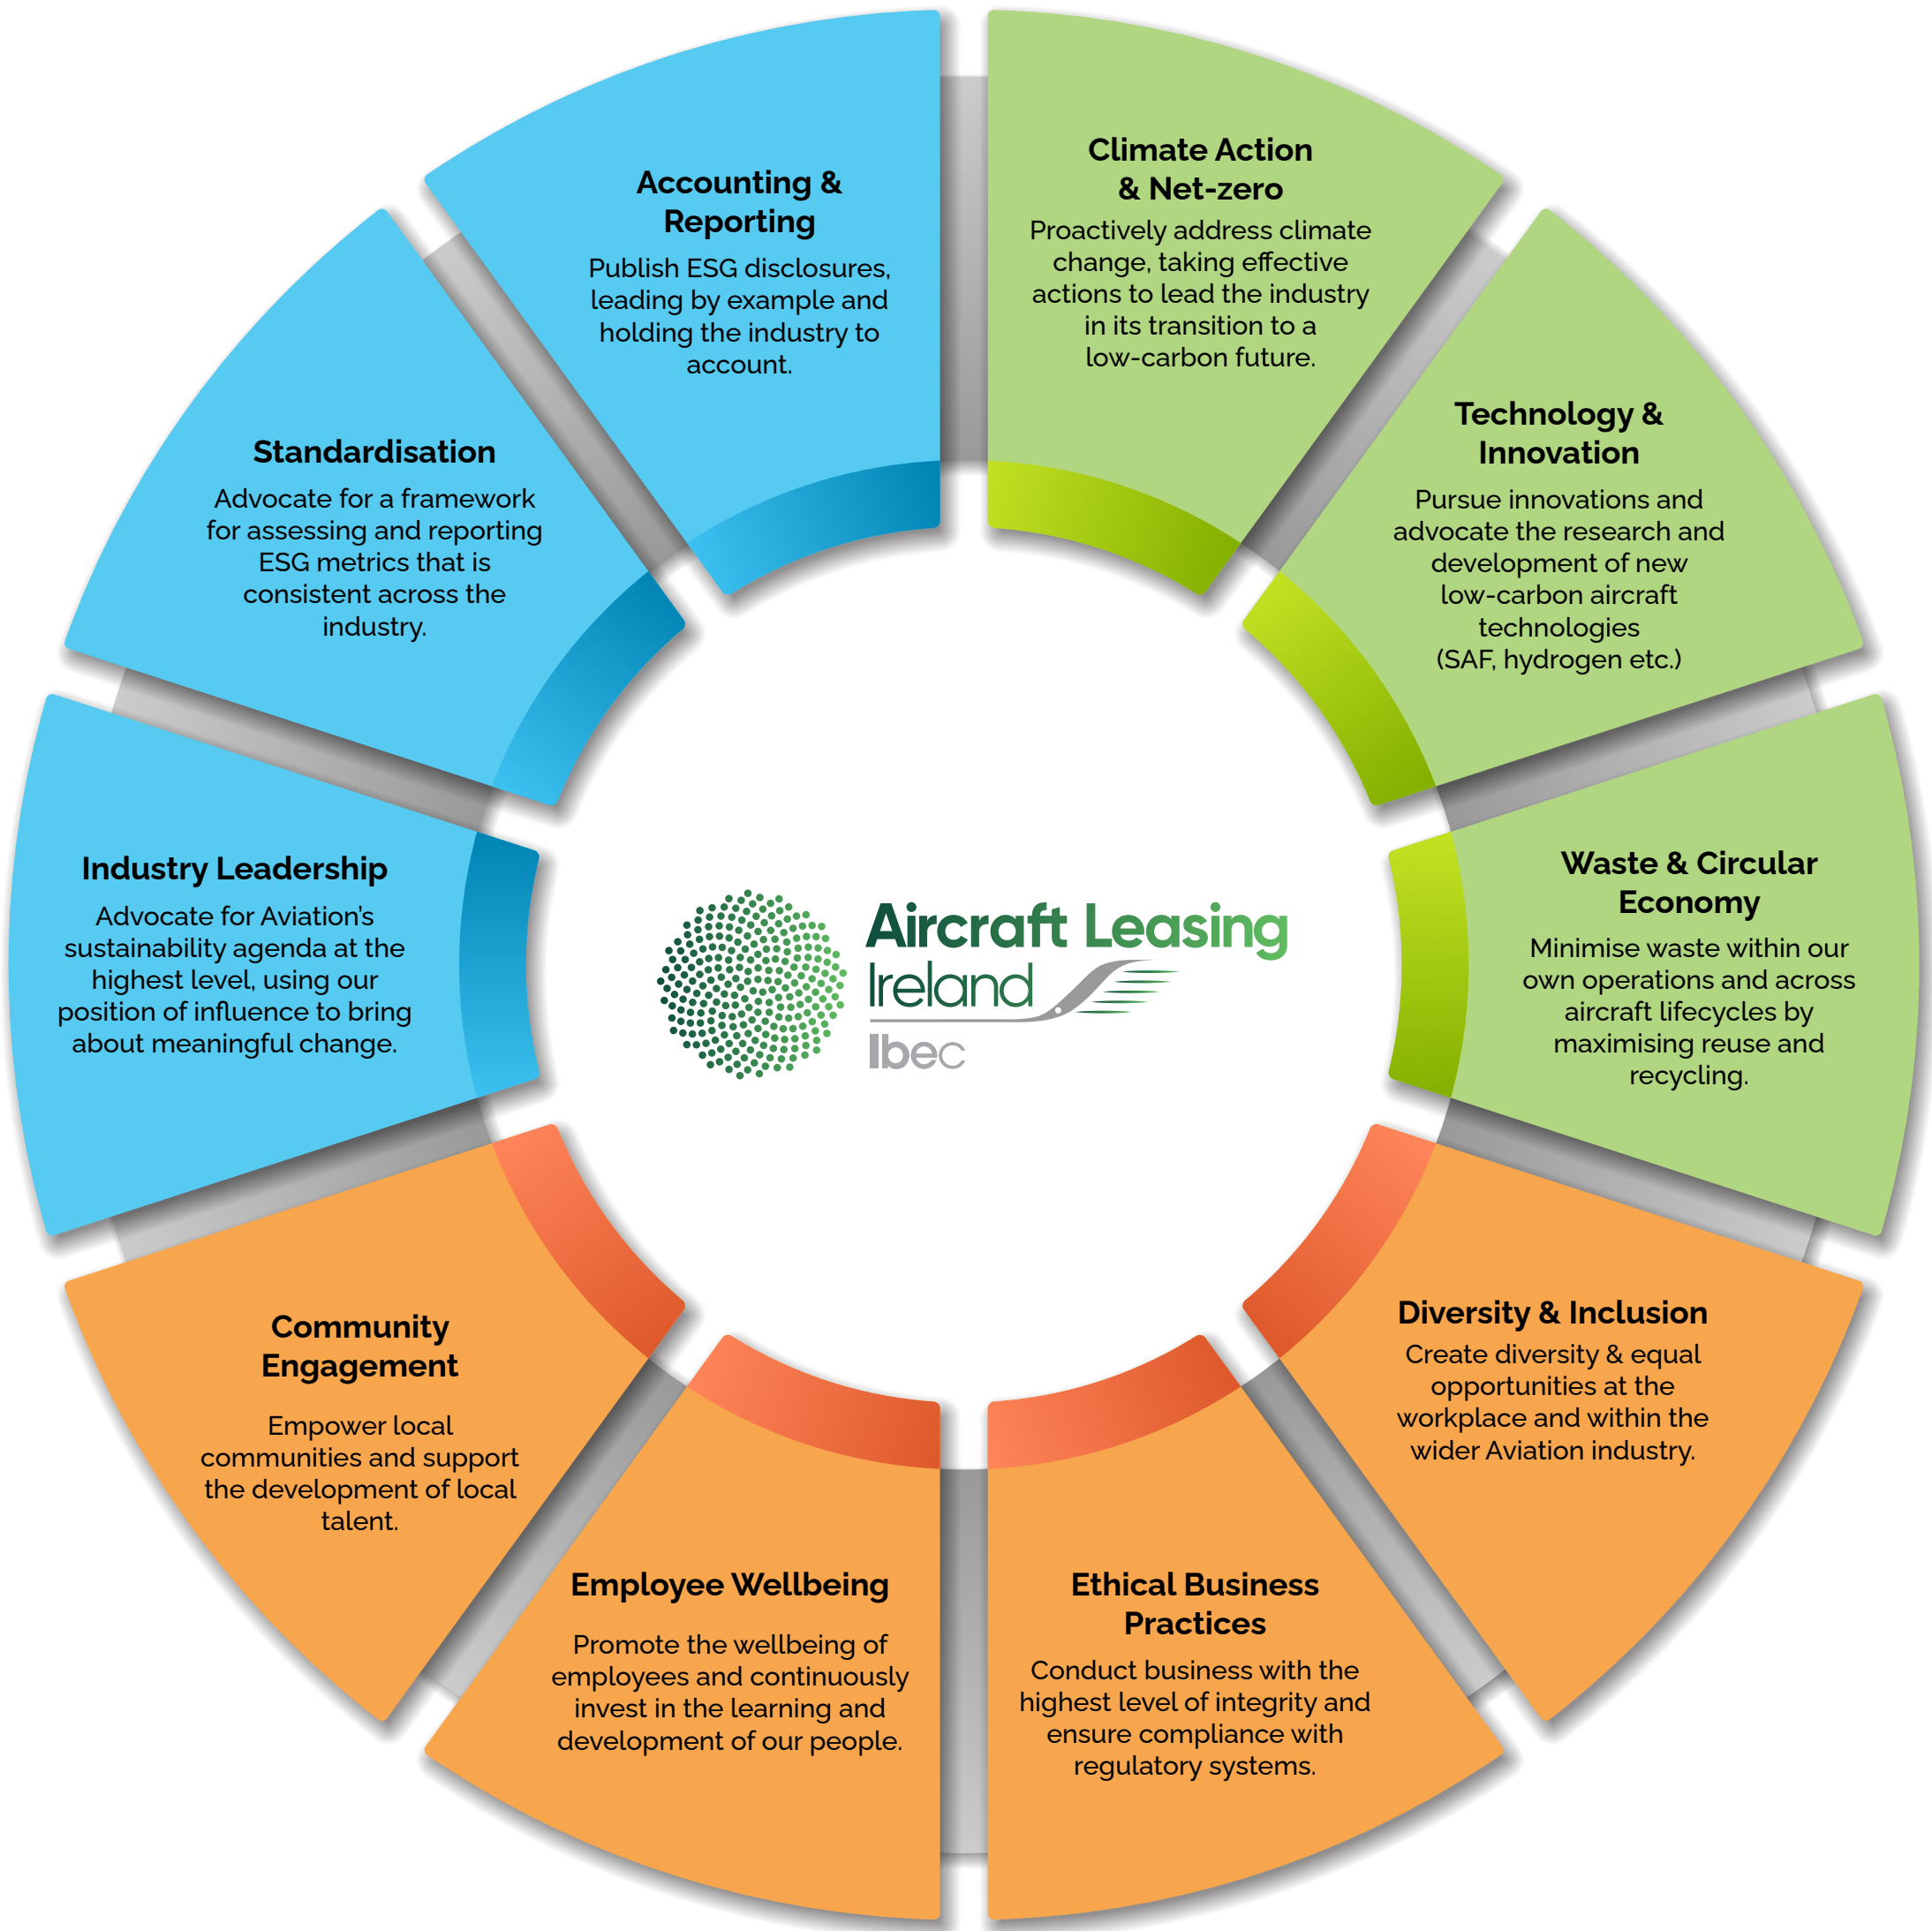 Climate Action
& Net-zero
Proactively address climate
change, taking effective
actions to lead the industry
in its transition to a
low-carbon future.
Technology &
Innovation
Pursue innovations and
advocate the research and
development of new
low-carbon aircraft
technologies
(SAF, hydrogen etc.)
Waste & Circular
Economy
Minimise waste within our
own operations and across
aircraft lifecycles by
maximising reuse and
recycling.
Diversity & Inclusion
Create diversity & equal
opportunities at the
workplace and within the
wider Aviation industry.
Ethical Business
Practices
Conduct business with the
highest level of integrity and
ensure compliance with
regulatory systems.
Employee Wellbeing
Promote the wellbeing of
employees and continuously
invest in the learning and
development of our people.
Community
Engagement
Empower local
communities and support
the development of local
talent.
Industry Leadership
Advocate for Aviation's
sustainability agenda at the
highest level, using our
position of influence to bring
about meaningful change.
Standardisation
Advocate for a framework
for assessing and reporting
ESG metrics that is
consistent across the
industry.
Accounting &
Reporting
Publish ESG disclosures,
leading by example and
holding the industry to
account.
Aircraft Leasing
Ireland
Ibec